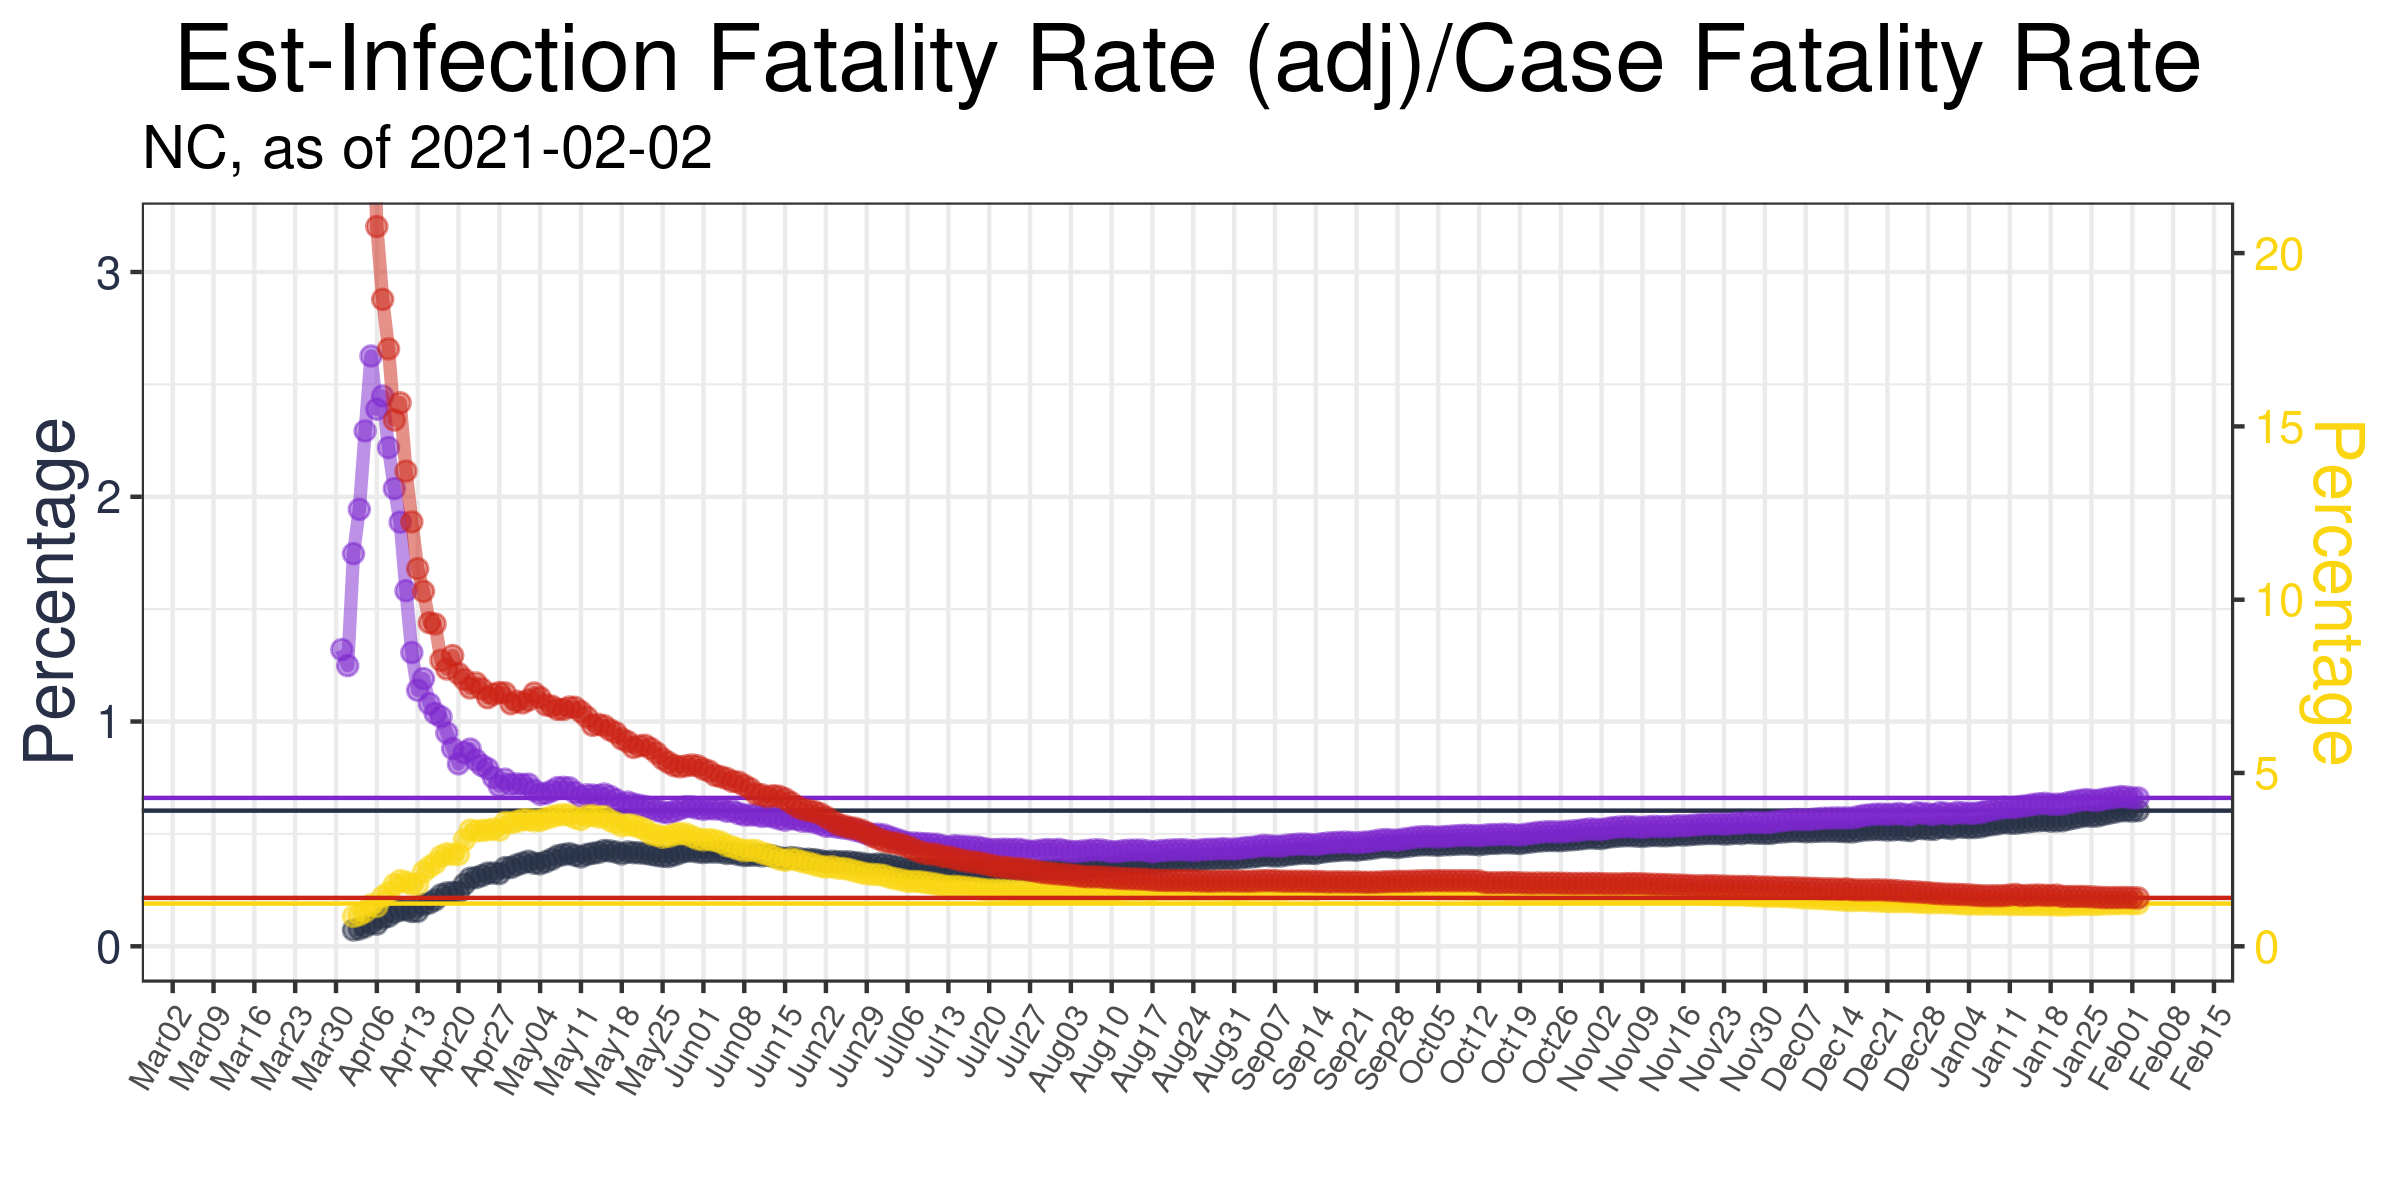 Est-Infection Fatality Rate (adj)/Case Fatality Rate
NC, as of 2021-02-02
Percentage
3
2
1
0
20
15
10
5
0
Percentage
Mar02
Mar09
Mar16
Mar23
Mar30
Apr06
Apr13
Apr20
Apr27
May04
May11
May18
May25
Jun01
Jun08
Jun15
Jun22
Jun29
Jul06
Jul13
Jul20
Jul27
Aug03
Aug10
Aug17
Aug24
Aug31
Sep07
Sep14
Sep21
Sep28
Oct05
Oct12
Oct19
Oct26
Nov02
Nov09
Nov16
Nov23
Nov30
Dec07
Dec14
Dec21
Dec28
Dec04
Jan11
Jan18
Jan18
Jan25
Feb01
Feb08
Feb15